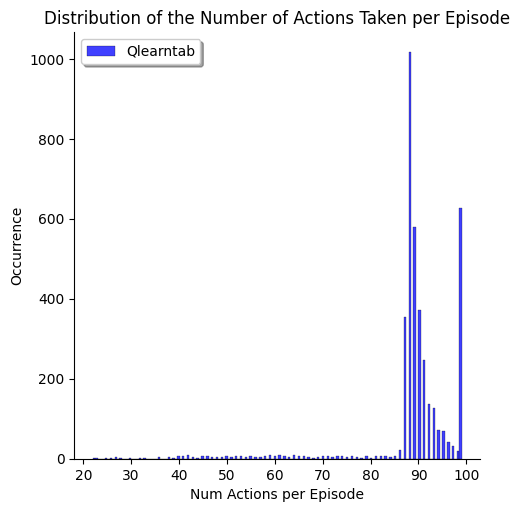 Distribution of the Number of Actions Taken per Episode
Qlearntab
1000
800
600
400
200
0
Occurrence
20 30 40 50 60 70 80 90 100
Num Actions per Episode